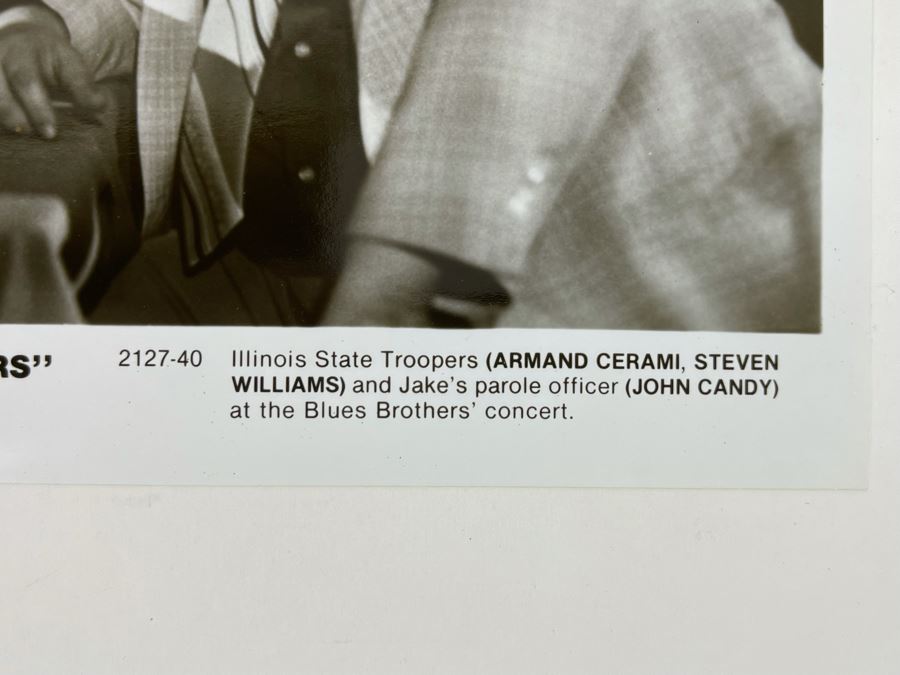 RS”
2127-40 Illinois State Troopers (ARMAND CERAMI, STEVEN
WILLIAMS) and Jake’s parole officer (JOHN CANDY)
at the Blues Brothers’ concert.